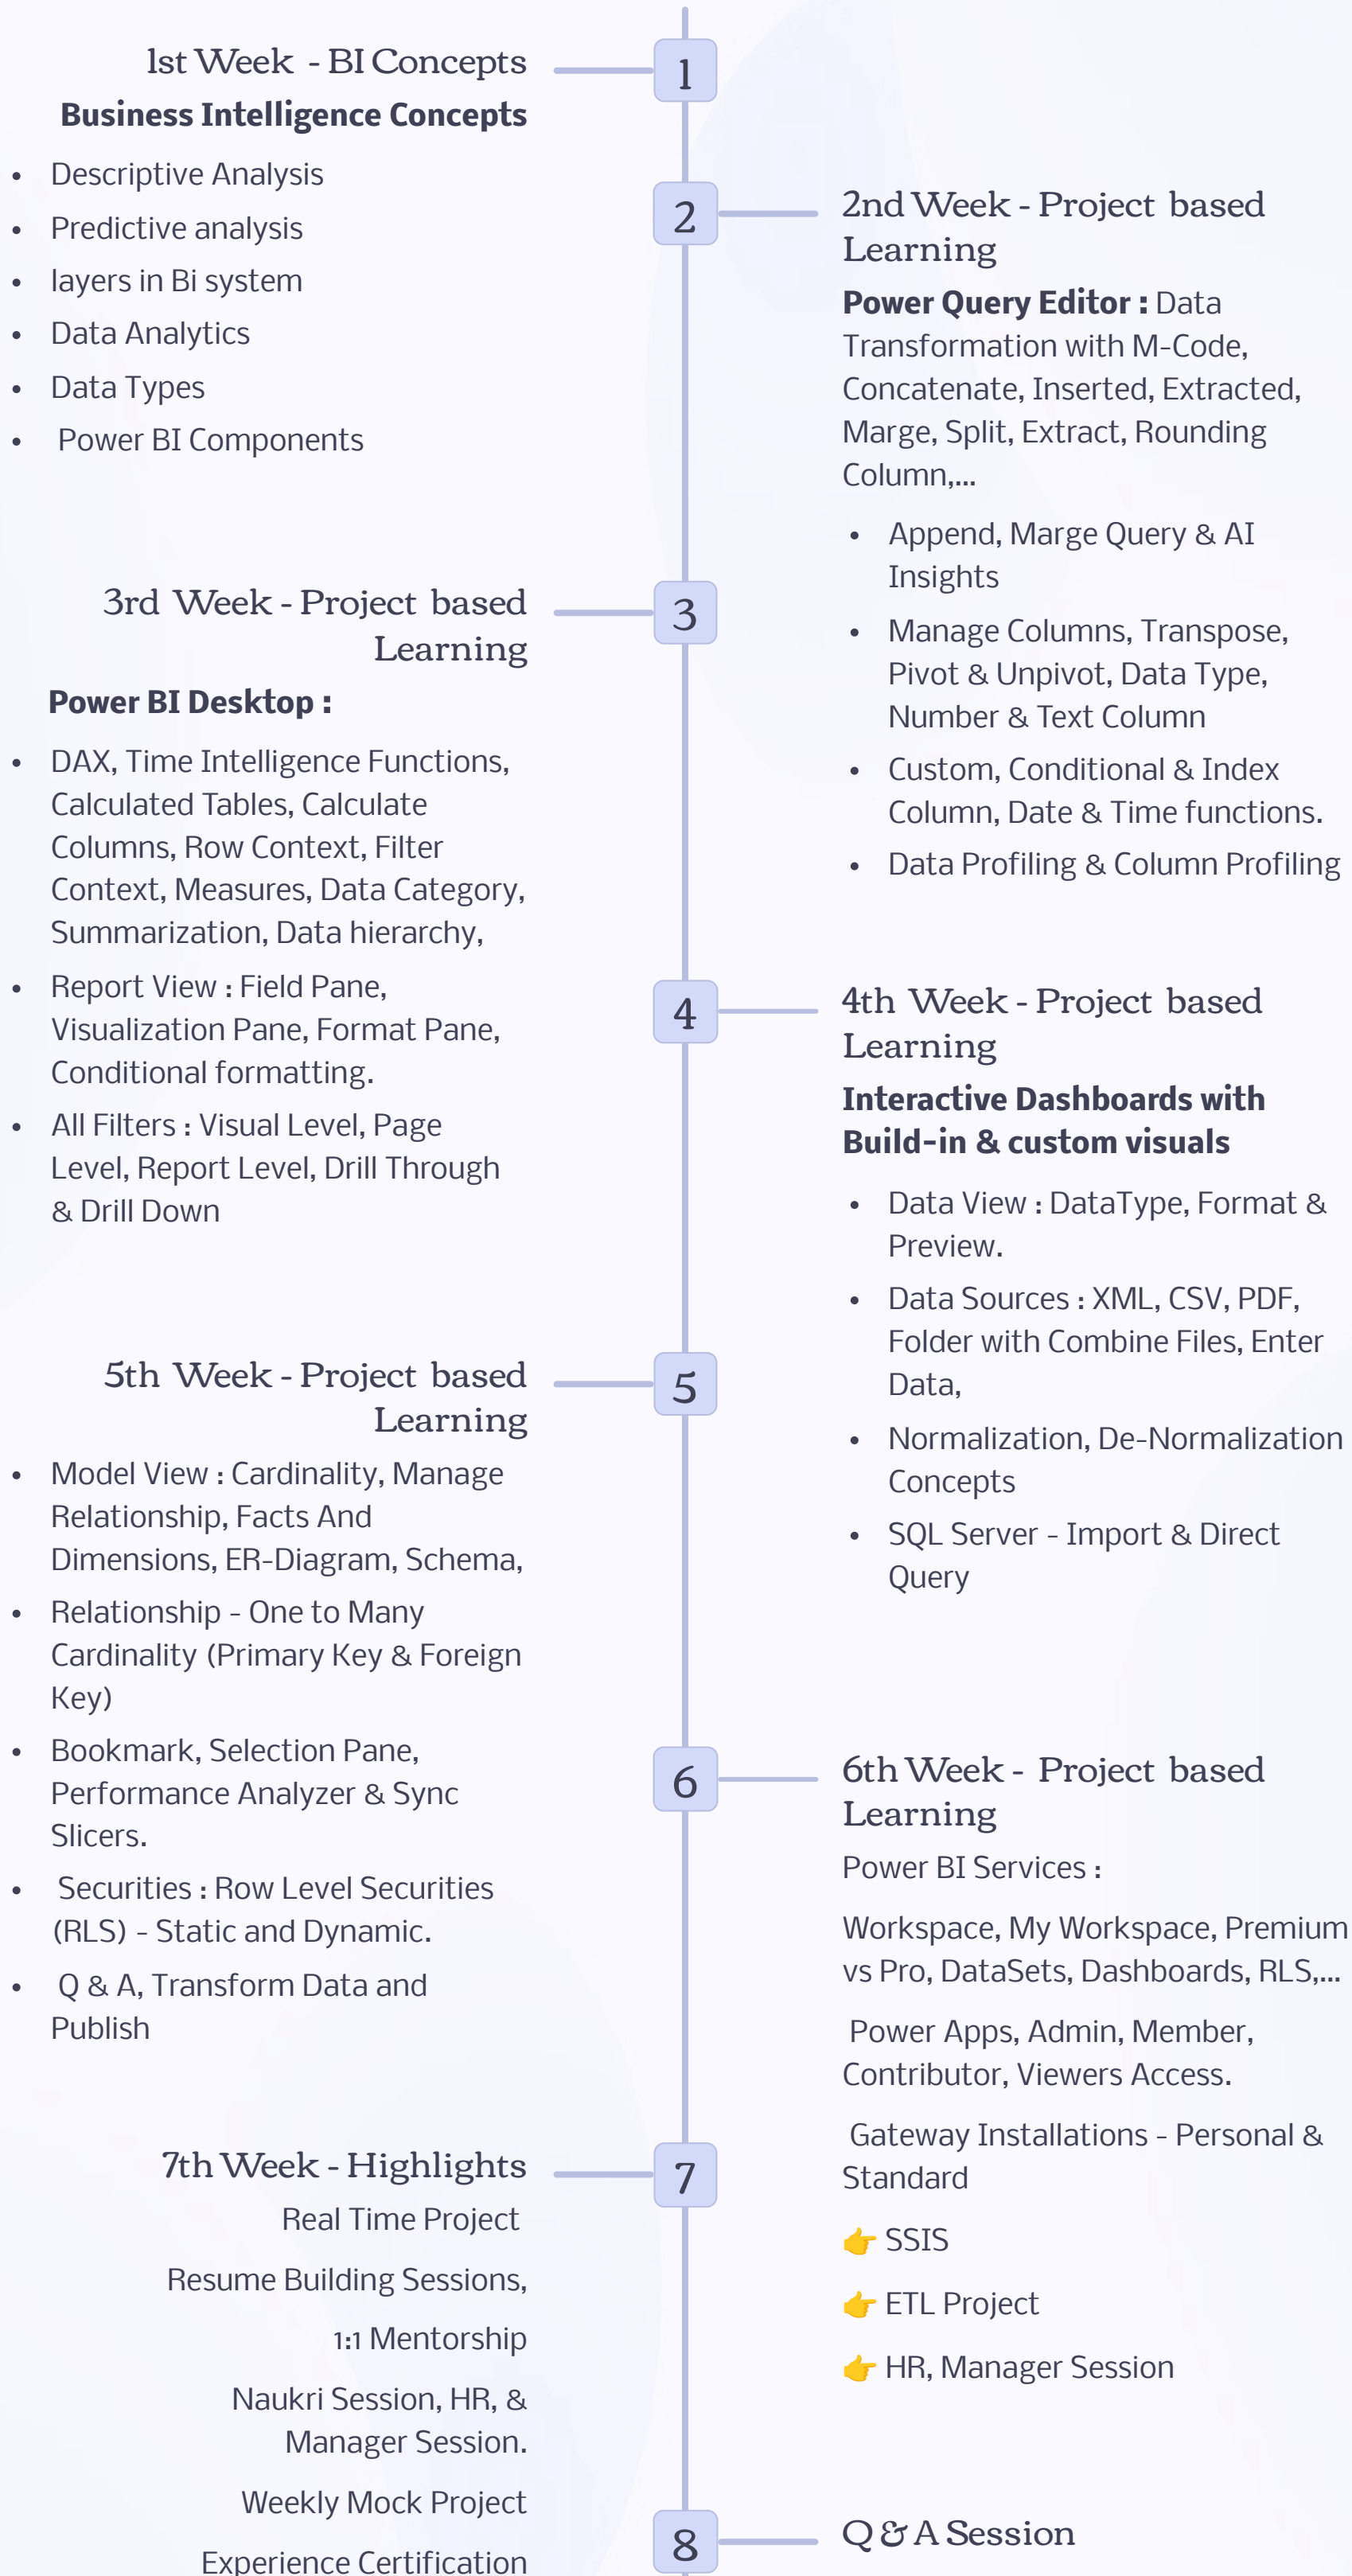 1st Week - BI Concepts
1
Business Intelligence Concepts
• Descriptive Analysis
• Predictive analysis
• layers in Bi system
• Data Analytics
• Data Types
• Power BI Components
2
2nd Week - Project based
Learning
Power Query Editor : Data
Transformation with M-Code,
Concatenate, Inserted, Extracted,
Marge, Split, Extract, Rounding
Column,...
• Append, Marge Query & AI
Insights
• Manage Columns, Transpose,
Pivot & Unpivot, Data Type,
Number & Text Column
• Custom, Conditional & Index
Column, Date & Time functions.
• Data Profiling & Column Profiling
3rd Week - Project based
Learning
3
Power BI Desktop :
• DAX, Time Intelligence Functions,
Calculated Tables, Calculate
Columns, Row Context, Filter
Context, Measures, Data Category,
Summarization, Data hierarchy,
• Report View : Field Pane,
Visualization Pane, Format Pane,
Conditional formatting.
• All Filters : Visual Level, Page
Level, Report Level, Drill Through
& Drill Down
4
4th Week - Project based
Learning
Interactive Dashboards with
Build-in & custom visuals
• Data View : DataType, Format &
Preview.
• Data Sources : XML, CSV, PDF,
Folder with Combine Files, Enter
Data,
• Normalization, De-Normalization
Concepts
• SQL Server - Import & Direct
Query
5th Week - Project based
Learning
5
• Model View : Cardinality, Manage
Relationship, Facts And
Dimensions, ER-Diagram, Schema,
• Relationship - One to Many
Cardinality (Primary Key & Foreign
Key)
• Bookmark, Selection Pane,
Performance Analyzer & Sync
Slicers.
• Securities : Row Level Securities
(RLS) - Static and Dynamic.
• Q & A, Transform Data and
Publish
6
6th Week - Project based
Learning
Power BI Services :
Workspace, My Workspace, Premium
vs Pro, DataSets, Dashboards, RLS,...
Power Apps, Admin, Member,
Contributor, Viewers Access.
Gateway Installations - Personal &
Standard
👉 SSIS
👉 ETL Project
👉 HR, Manager Session
7th Week - Highlights
7
Real Time Project
Resume Building Sessions,
1:1 Mentorship
Naukri Session, HR, &
Manager Session.
Weekly Mock Project
Experience Certification
8
Q & A Session